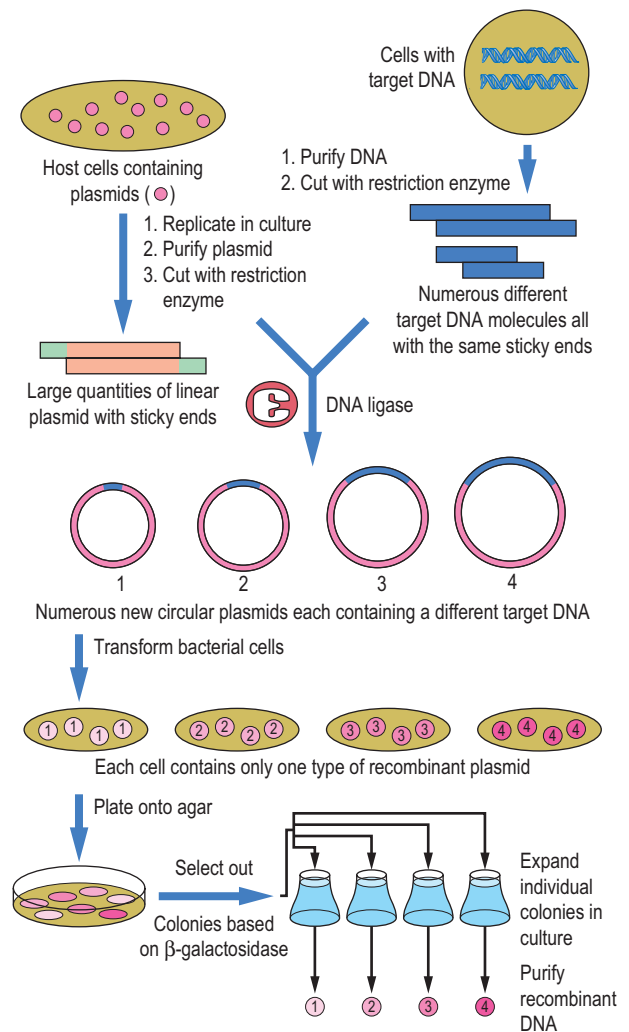 Cells with
target DNA
Host cells containing
plasmids ( )
1. Purify DNA
2. Cut with restriction enzyme
1. Replicate in culture
2. Purify plasmid
3. Cut with restriction
enzyme
Numerous different
target DNA molecules all
with the same sticky ends
Large quantities of linear
plasmid with sticky ends
DNA ligase
1
2
3
4
Numerous new circular plasmids each containing a different target DNA
Transform bacterial cells
1 1 1 1
2 2 2 2
3 3 3 3
4 4 4 4
Each cell contains only one type of recombinant plasmid
Plate onto agar
Select out
Colonies based
on β-galactosidase
Expand
individual
colonies in
culture
1
2
3
4
Purify
recombinant
DNA